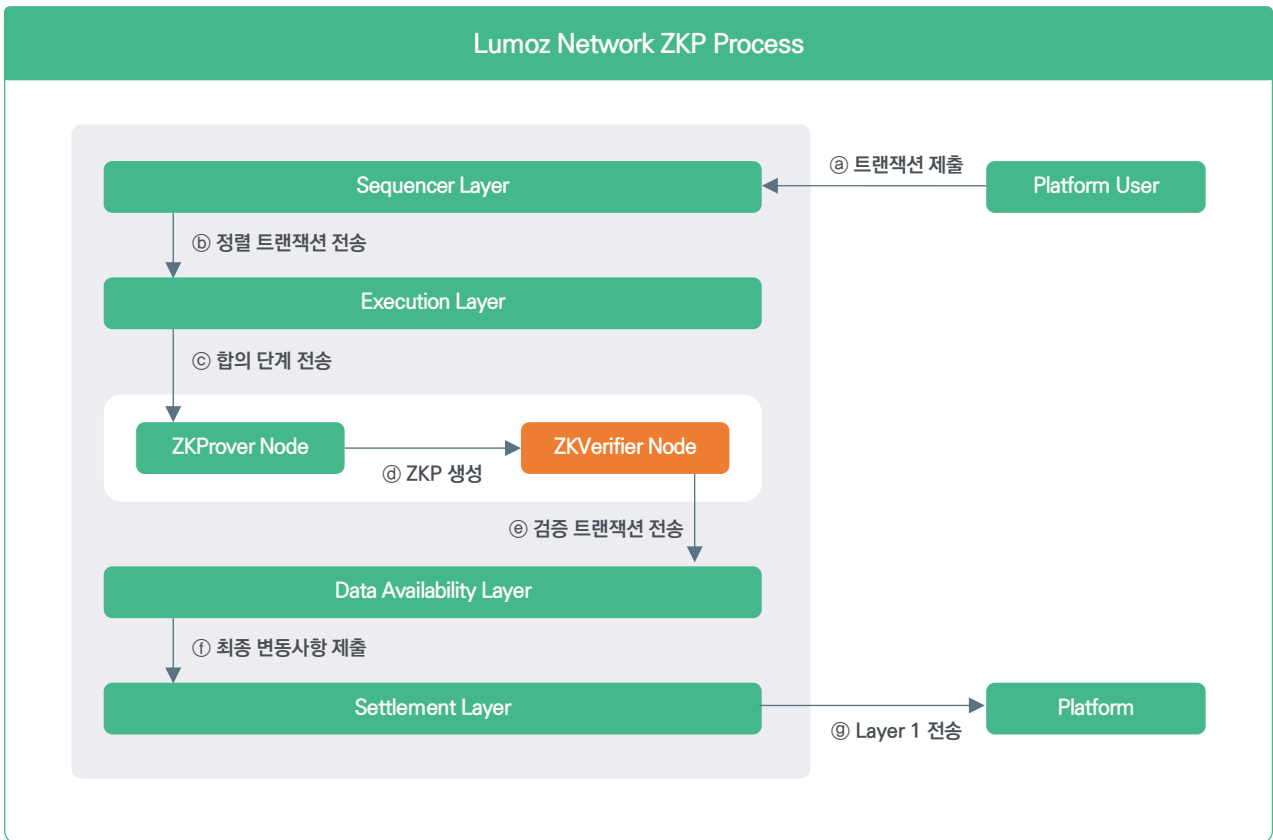 Lumoz Network ZKP Process
ⓐ 트랜잭션 제출
Sequencer Layer
Platform User
ⓑ 정렬 트랜잭션 전송
Execution Layer
ⓒ 합의 단계 전송
ZKProver Node
ZKVerifier Node
ⓓ ZKP 생성
ⓔ 검증 트랜잭션 전송
Data Availability Layer
ⓕ 최종 변동사항 제출
Settlement Layer
Platform
ⓖ Layer 1 전송